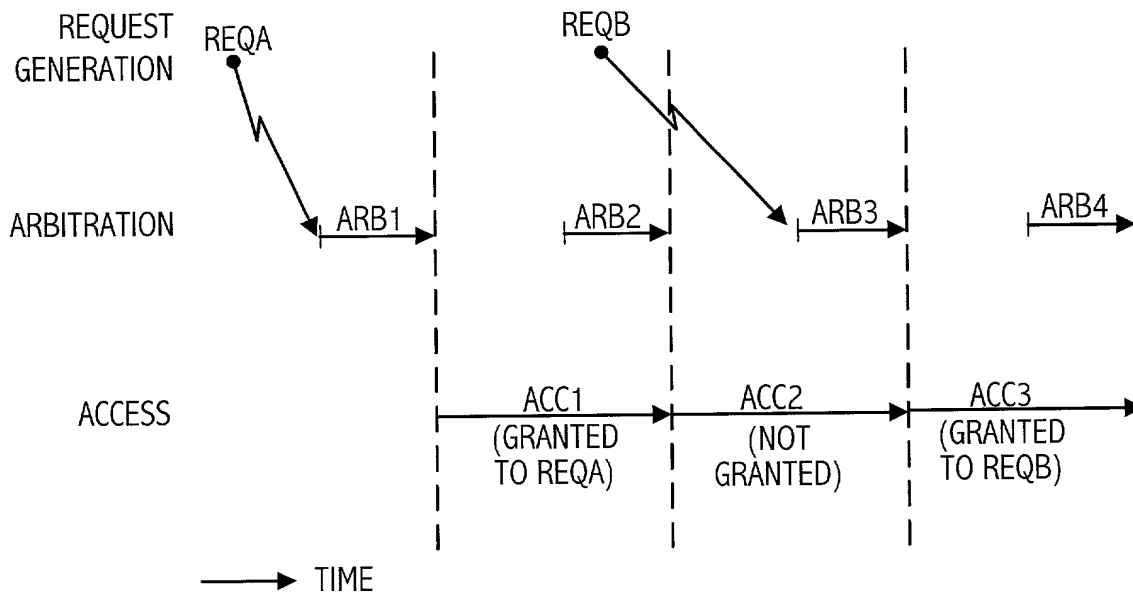 REQUEST
GENERATION
REQA
REQB
ARBITRATION
ARB1
ARB2
ARB3
ARB4
ACCESS
ACC1
(GRANTED
TO REQA)
ACC2
(NOT
GRANTED)
ACC3
(GRANTED
TO REQB)
TIME